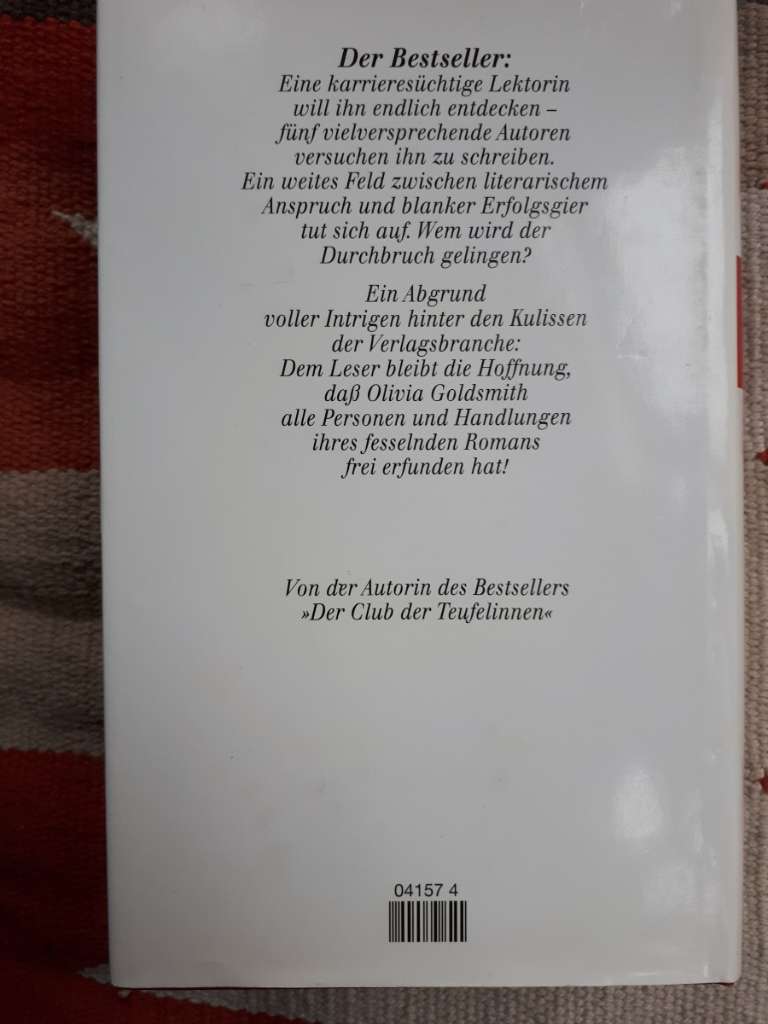 Der Bestseller:
Eine karrieresüchtige Lektorin
will ihn endlich entdecken –
fünf vielversprechende Autoren
versuchen ihn zu schreiben.
Ein weites Feld zwischen literarischem
Anspruch und blanker Erfolgsgier
tut sich auf. Wem wird der
Durchbruch gelingen?
Ein Abgrund
voller Intrigen hinter den Kulissen
der Verlagsbranche:
Dem Leser bleibt die Hoffnung,
daß Olivia Goldsmith
alle Personen und Handlungen
ihres fesselnden Romans
frei erfunden hat!
Von der Autorin des Bestsellers
»Der Club der Teufelinnen«
04157 4